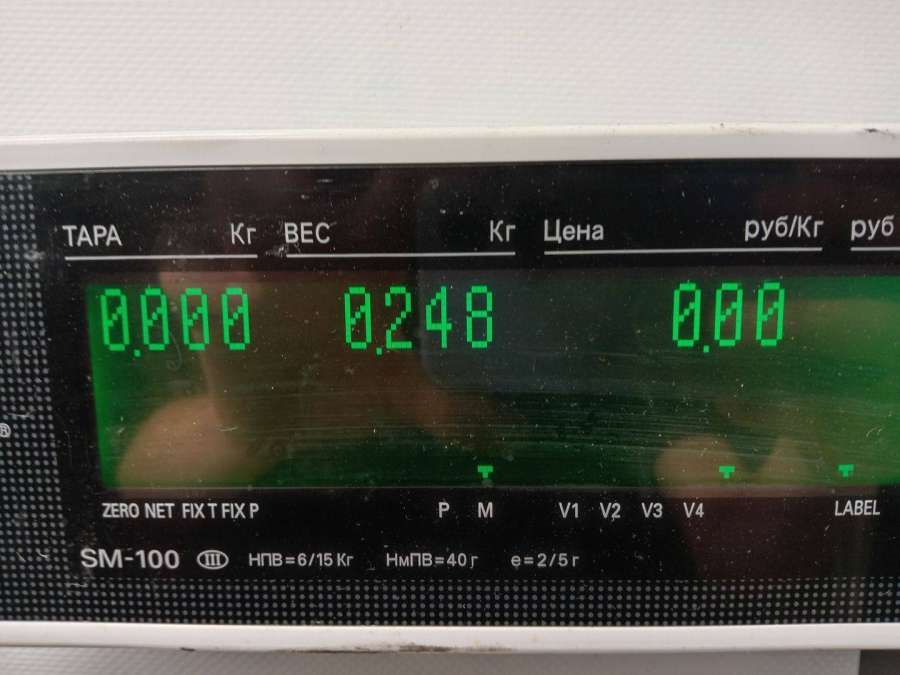 ТАРА Кг ВЕС Кг Цена руб/Кг руб
0.000 0.248 0.00
ZERO NET FIX T FIX P P M V1 V2 V3 V4 LABEL
®
SM-100 III НПВ=6/15 Кг НмПВ=40 г e=2/5 г